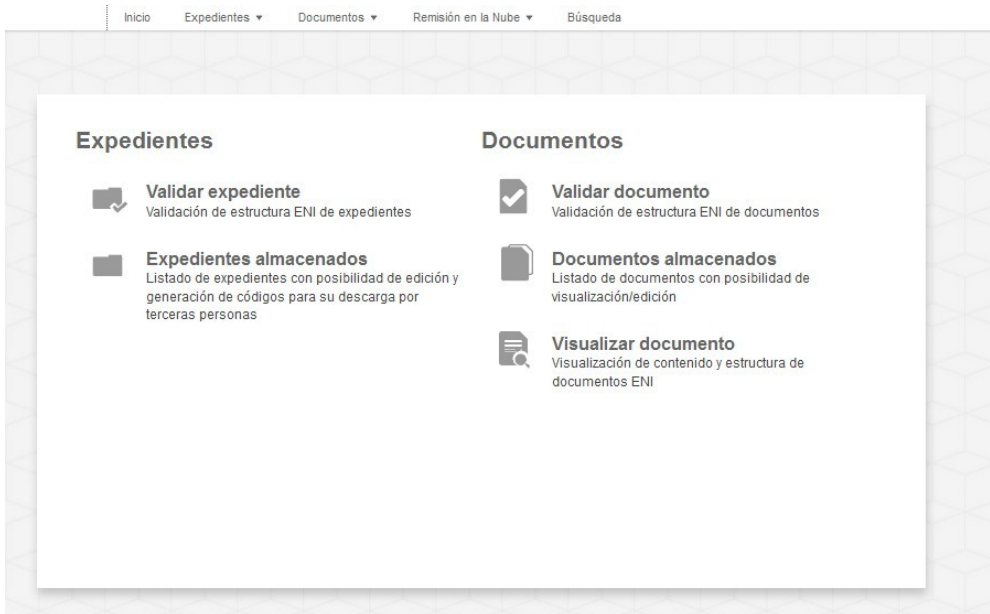 Inicio Expedientes ▼ Documentos ▼ Remisión en la Nube ▼ Búsqueda
Expedientes
Validar expediente
Validación de estructura ENI de expedientes
Expedientes almacenados
Listado de expedientes con posibilidad de edición y
generación de códigos para su descarga por
terceras personas
Documentos
Validar documento
Validación de estructura ENI de documentos
Documentos almacenados
Listado de documentos con posibilidad de
visualización/edición
Visualizar documento
Visualización de contenido y estructura de
documentos ENI